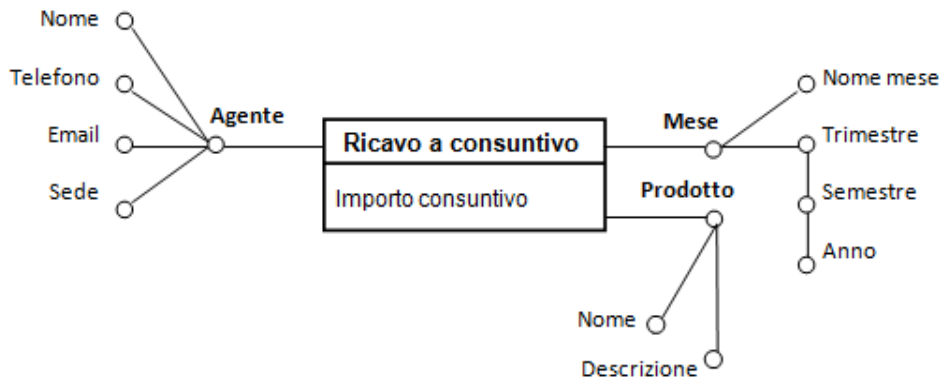 Nome
Telefono
Email
Sede
Agente
Ricavo a consuntivo
Importo consuntivo
Mese
Prodotto
Nome mese
Trimestre
Semestre
Anno
Nome
Descrizione